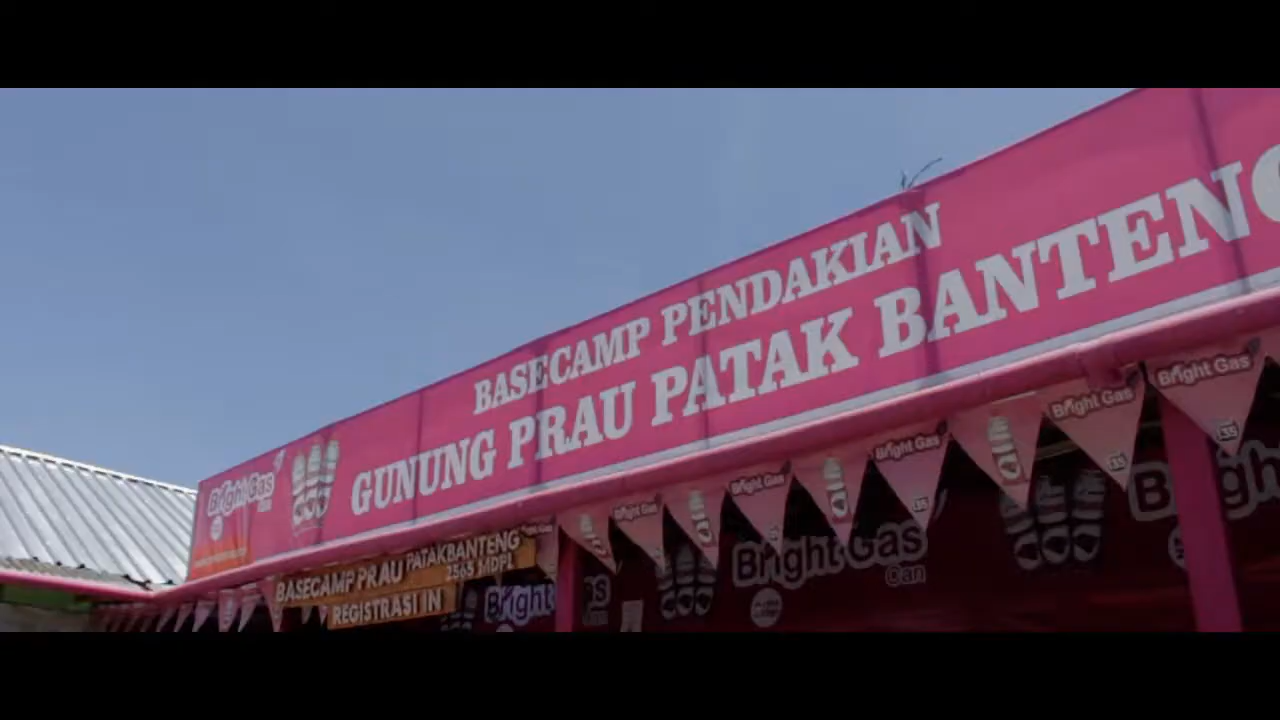 BASECAMP PENDAKIAN
GUNUNG PRAU PATAK BANTENG
Bright Gas
Can
BASECAMP PRAU PATAKBANTENG
2565 MDPL
REGISTRASI IN
Bright Gas
Bright Gas
Bright Gas
Bright Gas
Bright Gas
Bright Gas
Can
Bright